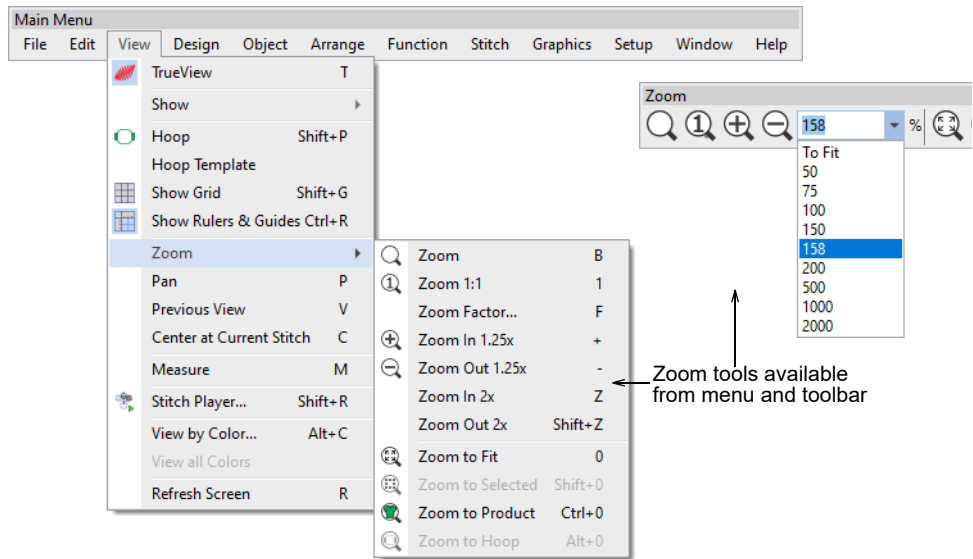 Main Menu
File Edit View Design Object Arrange Function Stitch Graphics Setup Window Help
TrueView T
Show
Hoop Shift+P
Hoop Template
Show Grid Shift+G
Show Rulers & Guides Ctrl+R
Zoom
Pan P
Previous View V
Center at Current Stitch C
Measure M
Stitch Player... Shift+R
View by Color... Alt+C
View all Colors
Refresh Screen R
Zoom B
Zoom 1:1 1
Zoom Factor... F
Zoom In 1.25x +
Zoom Out 1.25x -
Zoom In 2x Z
Zoom Out 2x Shift+Z
Zoom to Fit 0
Zoom to Selected Shift+0
Zoom to Product Ctrl+0
Zoom to Hoop Alt+0
Zoom
1 158 %
To Fit
50
75
100
150
158
200
500
1000
2000
Zoom tools available
from menu and toolbar